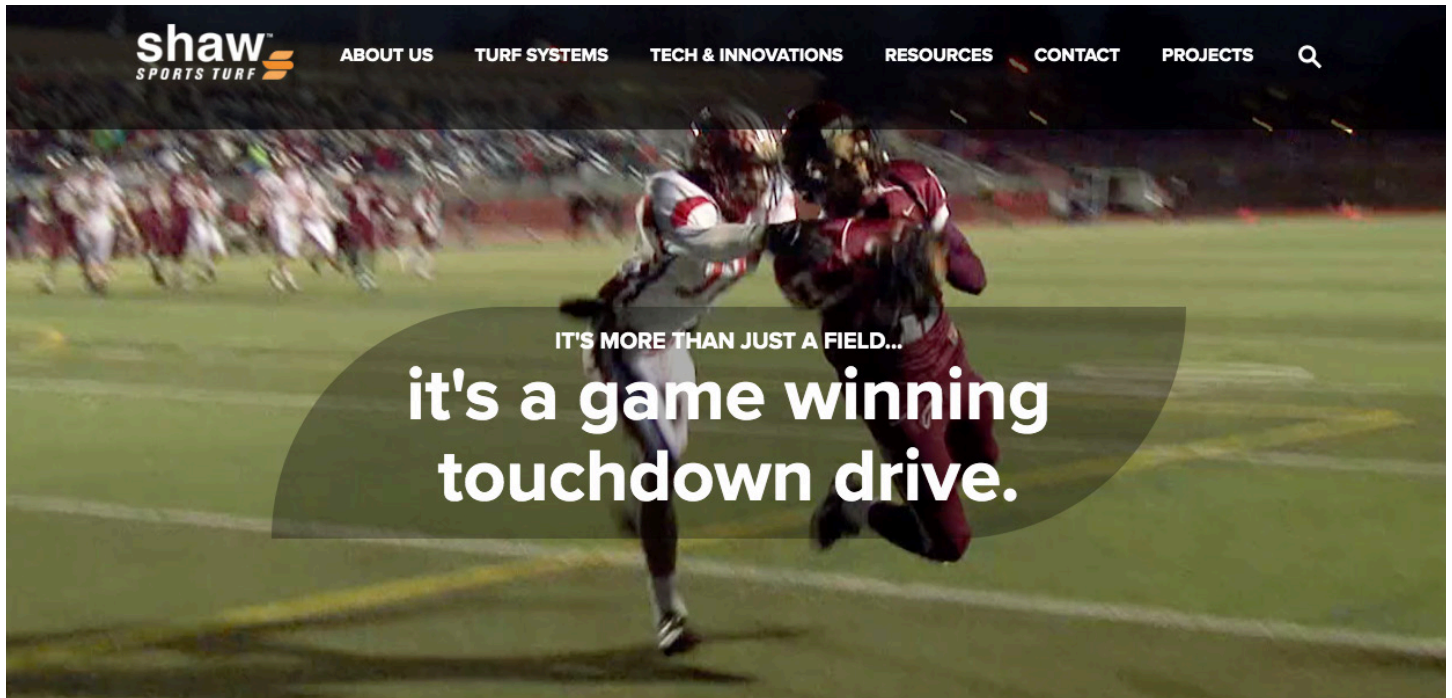 shaw™
SPORTS TURF
ABOUT US
TURF SYSTEMS
TECH & INNOVATIONS
RESOURCES
CONTACT
PROJECTS
IT'S MORE THAN JUST A FIELD...
it's a game winning
touchdown drive.